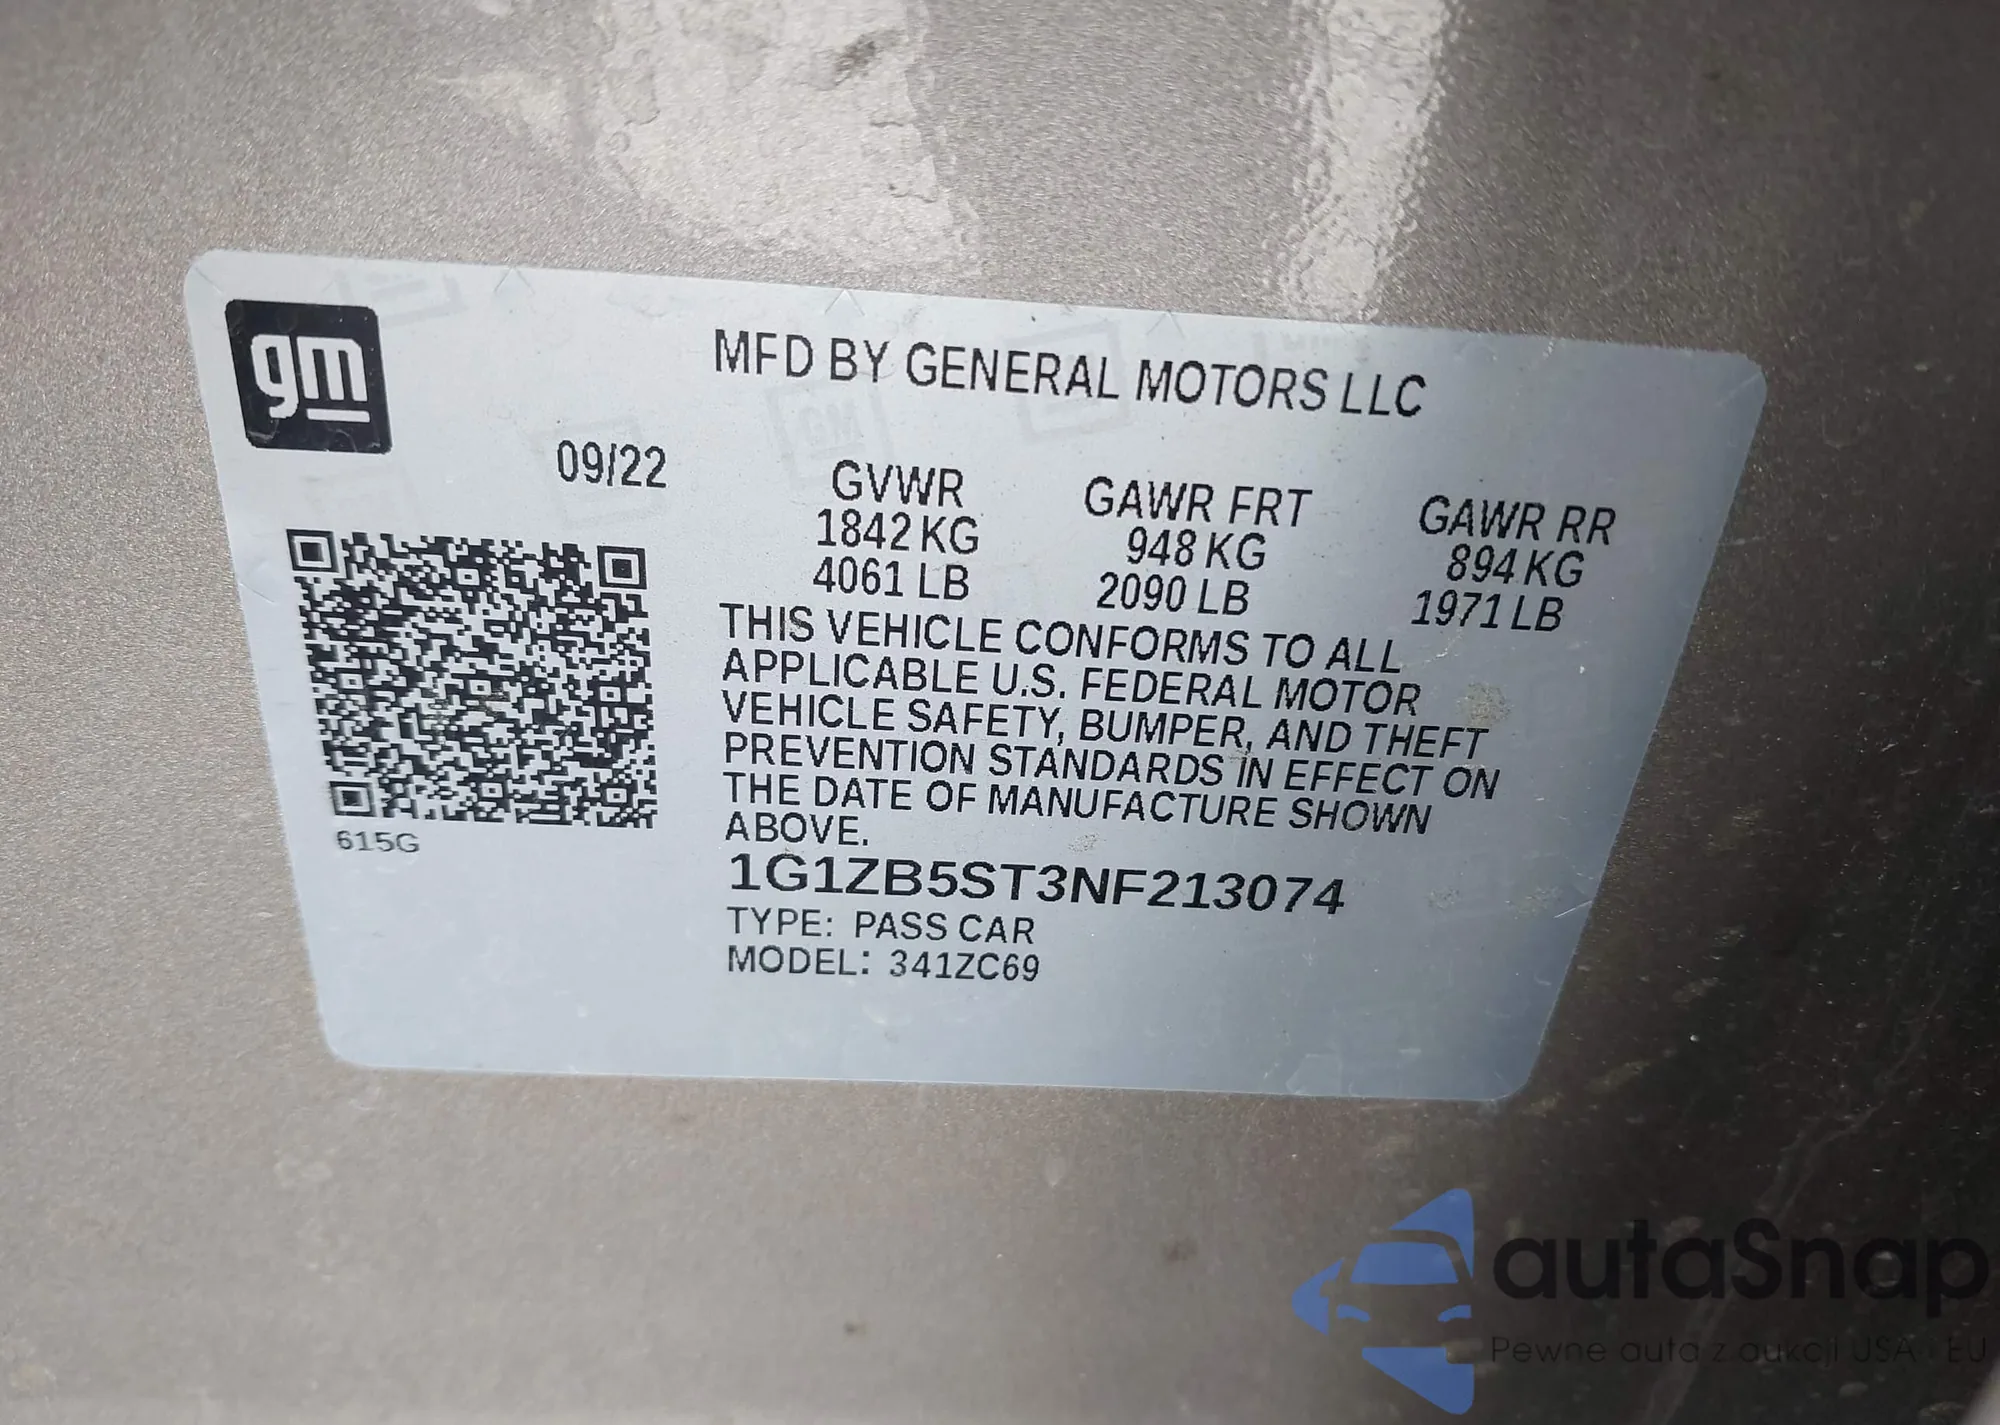 gm
MFD BY GENERAL MOTORS LLC
09/22
GVWR GAWR FRT GAWR RR
1842 KG 948 KG 894 KG
4061 LB 2090 LB 1971 LB
THIS VEHICLE CONFORMS TO ALL
APPLICABLE U.S. FEDERAL MOTOR
VEHICLE SAFETY, BUMPER, AND THEFT
PREVENTION STANDARDS IN EFFECT ON
THE DATE OF MANUFACTURE SHOWN
ABOVE.
615G
1G1ZB5ST3NF213074
TYPE: PASS CAR
MODEL: 341ZC69
GM
autaSnap
Pewne auta z aukcji USA i EU